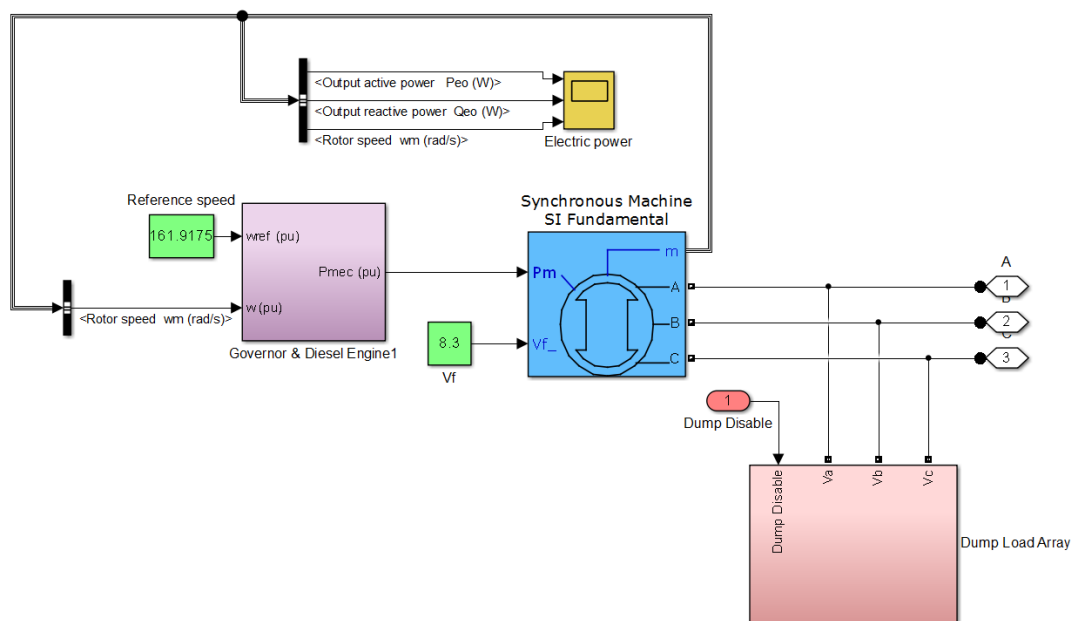 <Output active power   Peo (W)>
<Output reactive power  Qeo (W)>
<Rotor speed  wm (rad/s)>
Electric power
Reference speed
161.9175
wref (pu)
Pmec (pu)
w(pu)
<Rotor speed  wm (rad/s)>
Governor & Diesel Engine1
8.3
Vf
Synchronous Machine
SI Fundamental
m
Pm
Vf_
A
B
C
A
1
B
2
C
3
1
Dump Disable
Dump Disable
Va
Vb
Vc
Dump Load Array